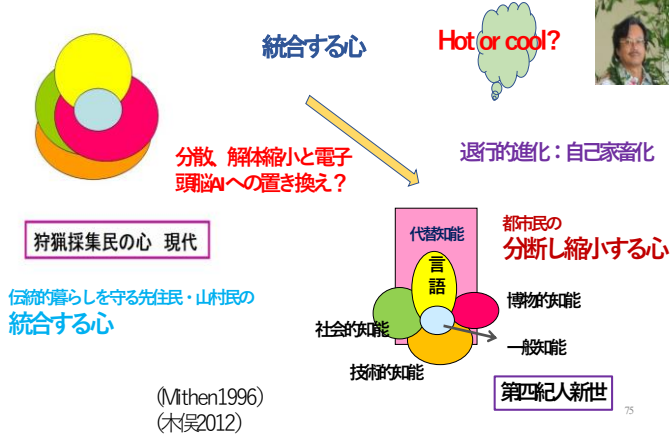 統合する心
Hot or cool?
分散、解体縮小と電子
頭脳AIへの置き換え？
退行的進化：自己家畜化
狩猟採集民の心 現代
代替知能
都市民の
分断し縮小する心
言
語
伝統的暮らしを守る先住民・山村民の
統合する心
博物的知能
社会的知能
一般知能
技術的知能
第四紀人新世
(Mithen1996)
(木俣2012)
75